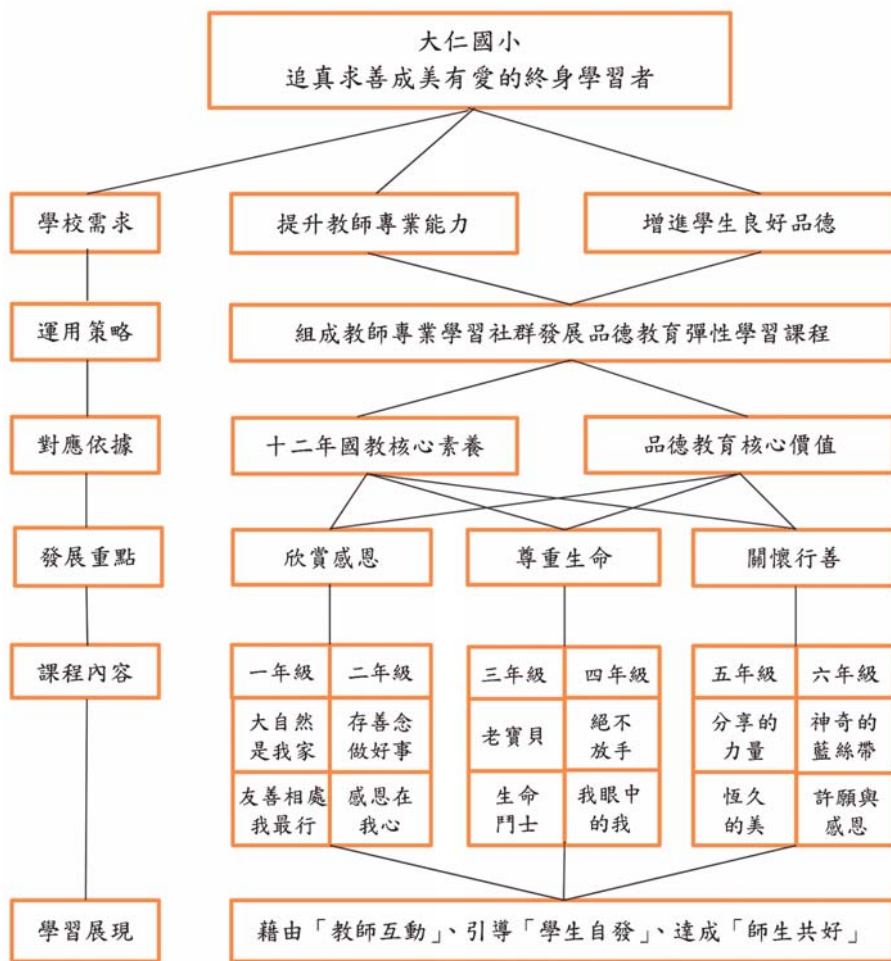 大仁國小
追真求善成美有愛的終身學習者
學校需求
提升教師專業能力
增進學生良好品德
運用策略
組成教師專業學習社群發展品德教育彈性學習課程
對應依據
十二年國教核心素養
品德教育核心價值
發展重點
欣賞感恩
尊重生命
關懷行善
課程內容
一年級
二年級
三年級
四年級
五年級
六年級
大自然
是我家
存善念
做好事
老寶貝
絕不
放手
分享的
力量
神奇的
藍絲帶
友善相處
我最行
感恩在
我心
生命
鬥士
我眼中
的我
恆久
的美
許願與
感恩
學習展現
藉由「教師互動」、引導「學生自發」、達成「師生共好」